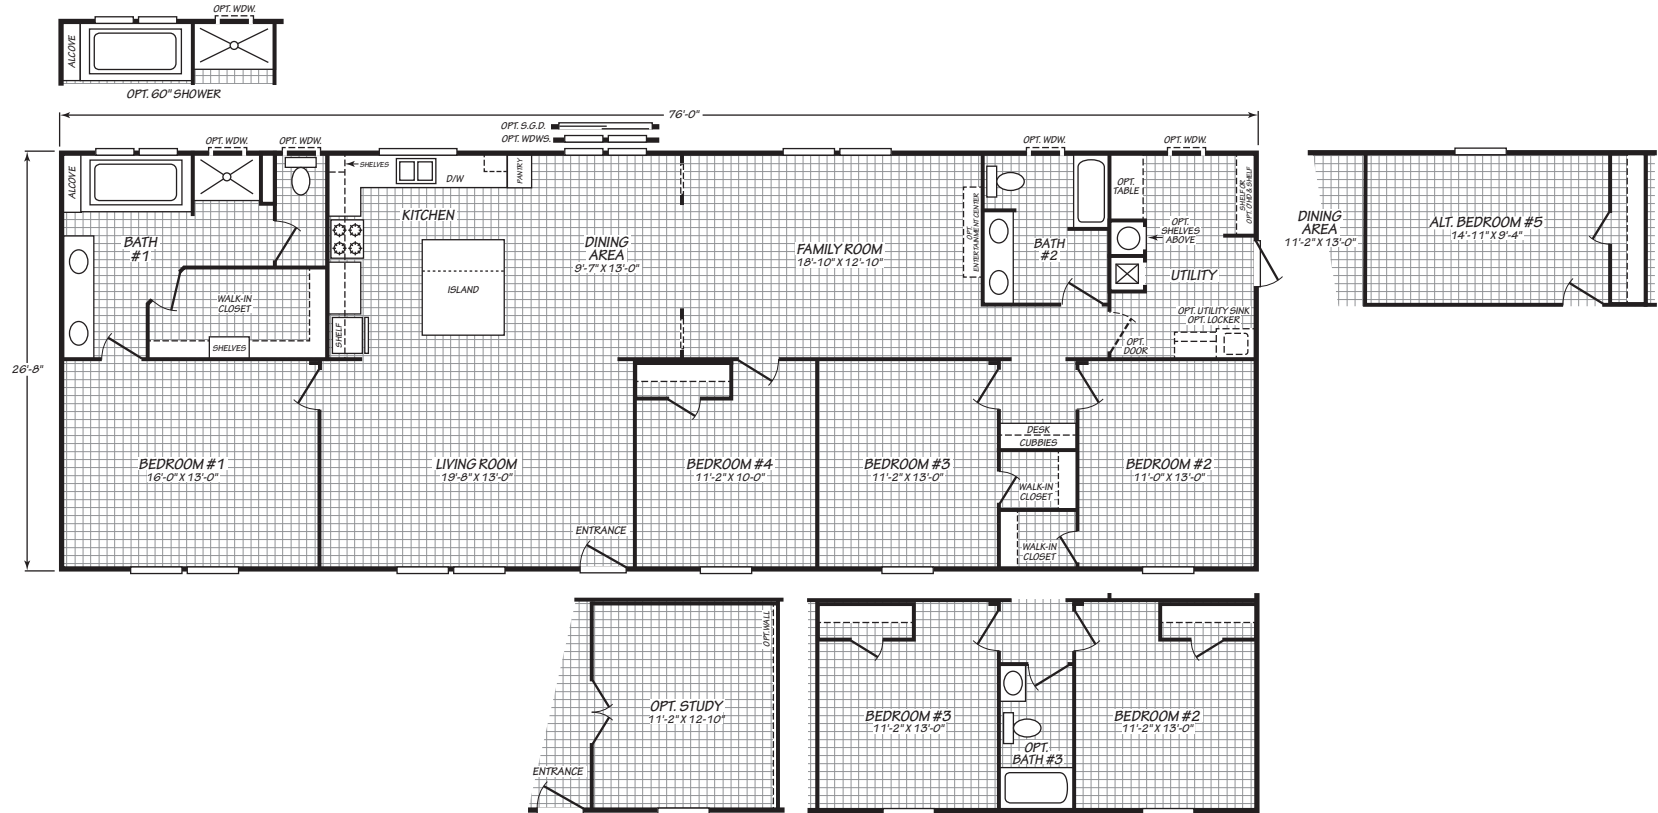 OPT. WDW.
ALCOVE
OPT. 60" SHOWER
76'-0"
OPT. S.G.D.
OPT. WDWS.
OPT. WDW.
OPT. WDW.
OPT. WDW.
OPT. WDW.
ALCOVE
SHELVES
D/W
PANTRY
KITCHEN
BATH
#1
WALK-IN
CLOSET
SHELVES
SHELF
ISLAND
DINING
AREA
9'-7" X 13'-0"
FAMILY ROOM
18'-10" X 12'-10"
OPT.
ENTERTAINMENT CENTER
BATH
#2
OPT.
TABLE
OPT.
SHELVES
ABOVE
SHELF OR
OPT. O'HD & SHELF
UTILITY
OPT. UTILITY SINK
OPT. LOCKER
OPT.
DOOR
DINING
AREA
11'-2" X 13'-0"
ALT. BEDROOM #5
14'-11" X 9'-4"
26'-8"
BEDROOM #1
16'-0" X 13'-0"
LIVING ROOM
19'-8" X 13'-0"
ENTRANCE
BEDROOM #4
11'-2" X 10'-0"
BEDROOM #3
11'-2" X 13'-0"
DESK
CUBBIES
WALK-IN
CLOSET
WALK-IN
CLOSET
BEDROOM #2
11'-0" X 13'-0"
OPT. WALL
OPT. STUDY
11'-2" X 12'-10"
ENTRANCE
BEDROOM #3
11'-2" X 13'-0"
OPT.
BATH #3
BEDROOM #2
11'-2" X 13'-0"